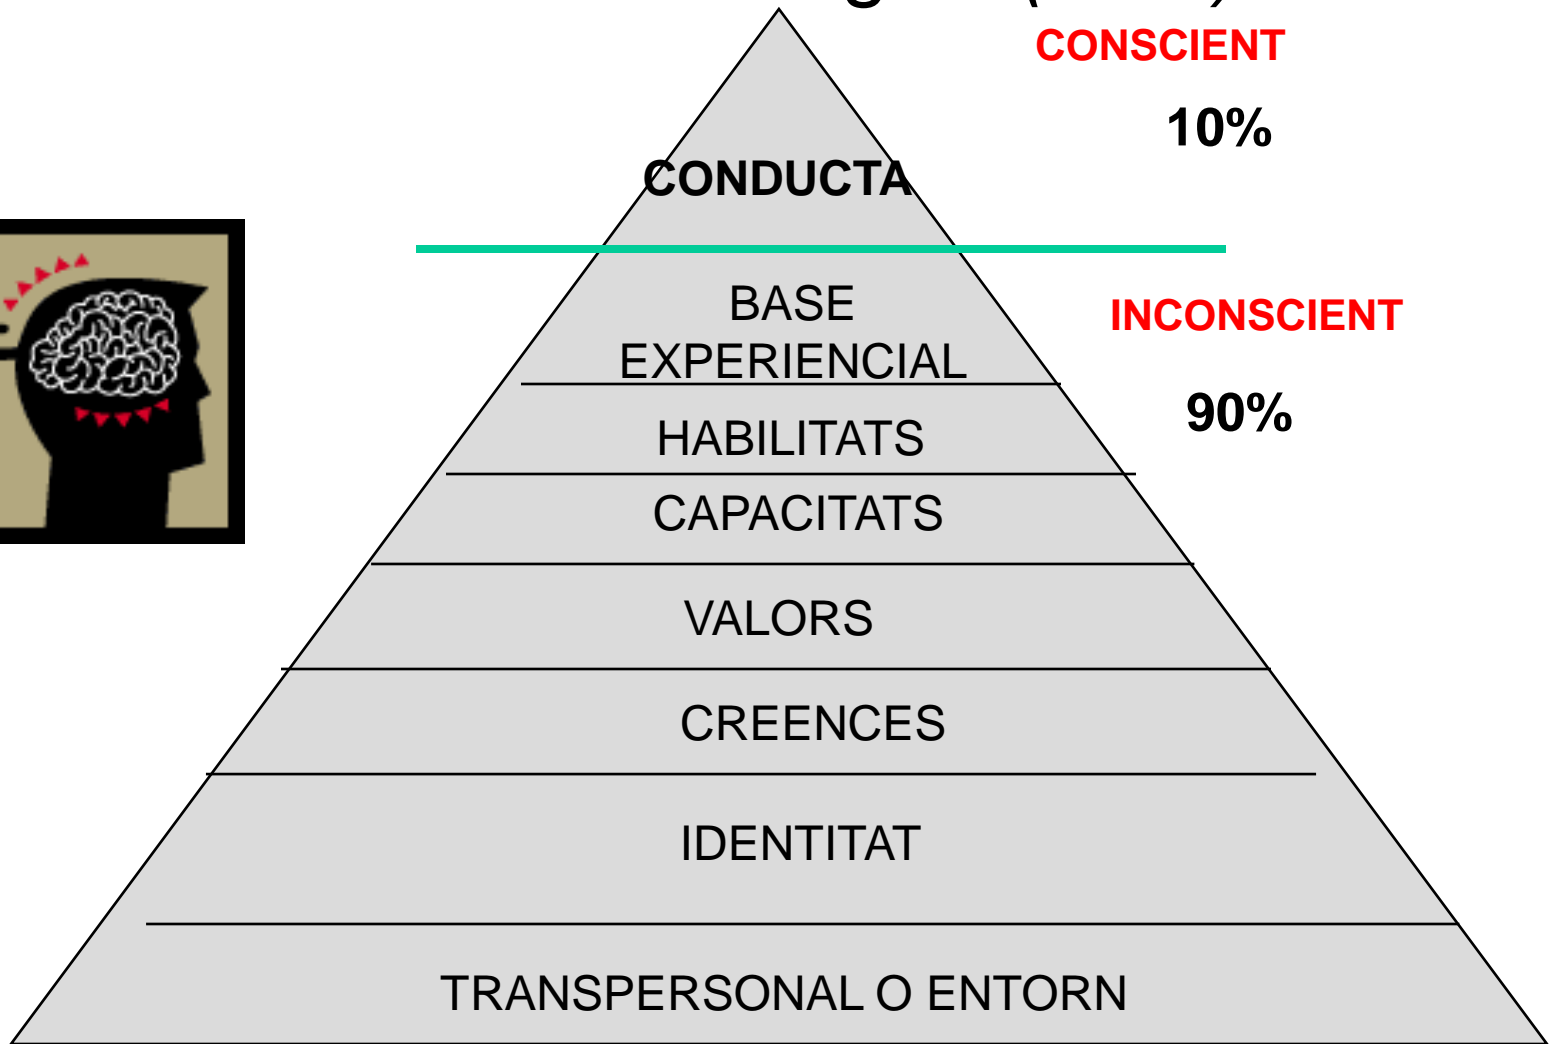 CONSCIENT
10%
CONDUCTA
BASE
EXPERIENCIAL
INCONSCIENT
90%
HABILITATS
CAPACITATS
VALORS
CREENCES
IDENTITAT
TRANSPERSONAL O ENTORN